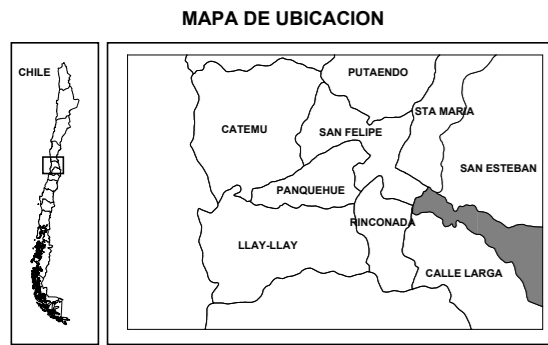 MAPA DE UBICACION
CHILE
PUTAENDO
STA MARIA
CATEMU
SAN FELIPE
SAN ESTEBAN
PANQUEHUE
RINCONADA
LLAY-LLAY
CALLE LARGA